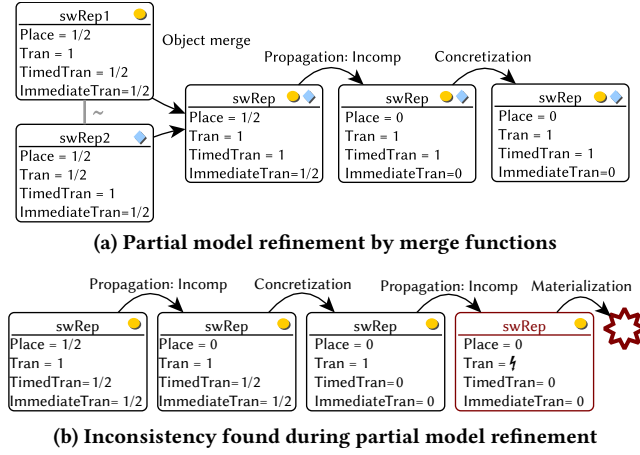 swRep1
Place = 1/2
Tran = 1
TimedTran = 1/2
ImmediateTran=1/2
~
swRep2
Place = 1/2
Tran = 1/2
TimedTran = 1
ImmediateTran=1/2
Object merge
swRep
Place = 1/2
Tran = 1
TimedTran = 1
ImmediateTran=1/2
Propagation: Incomp
swRep
Place = 0
Tran = 1
TimedTran = 1
ImmediateTran=0
Concretization
swRep
Place = 0
Tran = 1
TimedTran = 1
ImmediateTran=0
(a) Partial model refinement by merge functions
Propagation: Incomp
Concretization
Propagation: Incomp
Materialization
swRep
Place = 1/2
Tran = 1
TimedTran= 1/2
ImmediateTran= 1/2
swRep
Place = 0
Tran = 1
TimedTran= 1/2
ImmediateTran= 1/2
swRep
Place = 0
Tran = 1
TimedTran=0
ImmediateTran= 0
swRep
Place = 0
Tran =
TimedTran= 0
ImmediateTran= 0
(b) Inconsistency found during partial model refinement